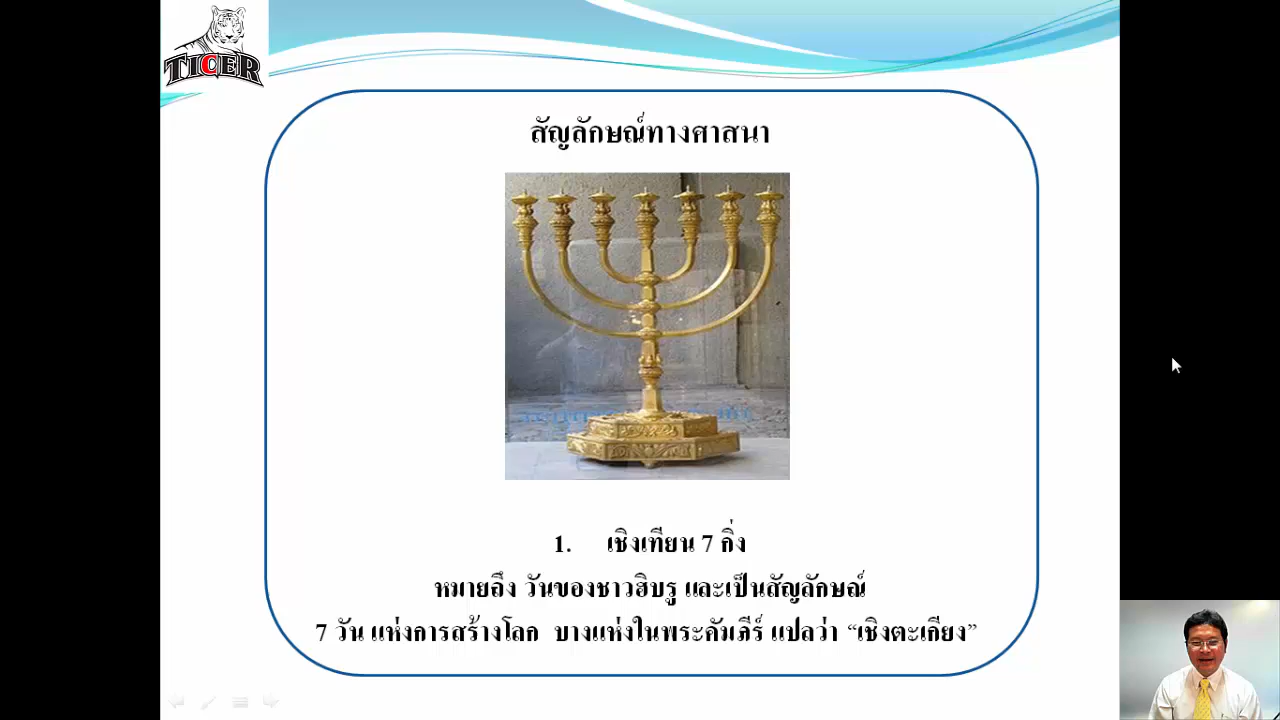 TIGER
สัญลักษณ์ทางศาสนา
1. เชิงเทียน 7 กิ่ง
หมายถึง วันของชาวฮิบรู และเป็นสัญลักษณ์
7 วัน แห่งการสร้างโลก บางแห่งในพระคัมภีร์ แปลว่า “เชิงตะเกียง”